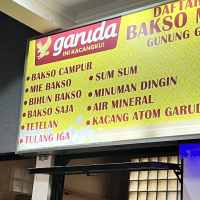 garuda
INI KACANGKU!
DAFTA
BAKSO M
GUNUNG G
BAKSO CAMPUR
MIE BAKSO
BIHUN BAKSO
BAKSO SAJA
TETELAN
TULANG IGA
SUM SUM
MINUMAN DINGIN
AIR MINERAL
KACANG ATOM GARUD